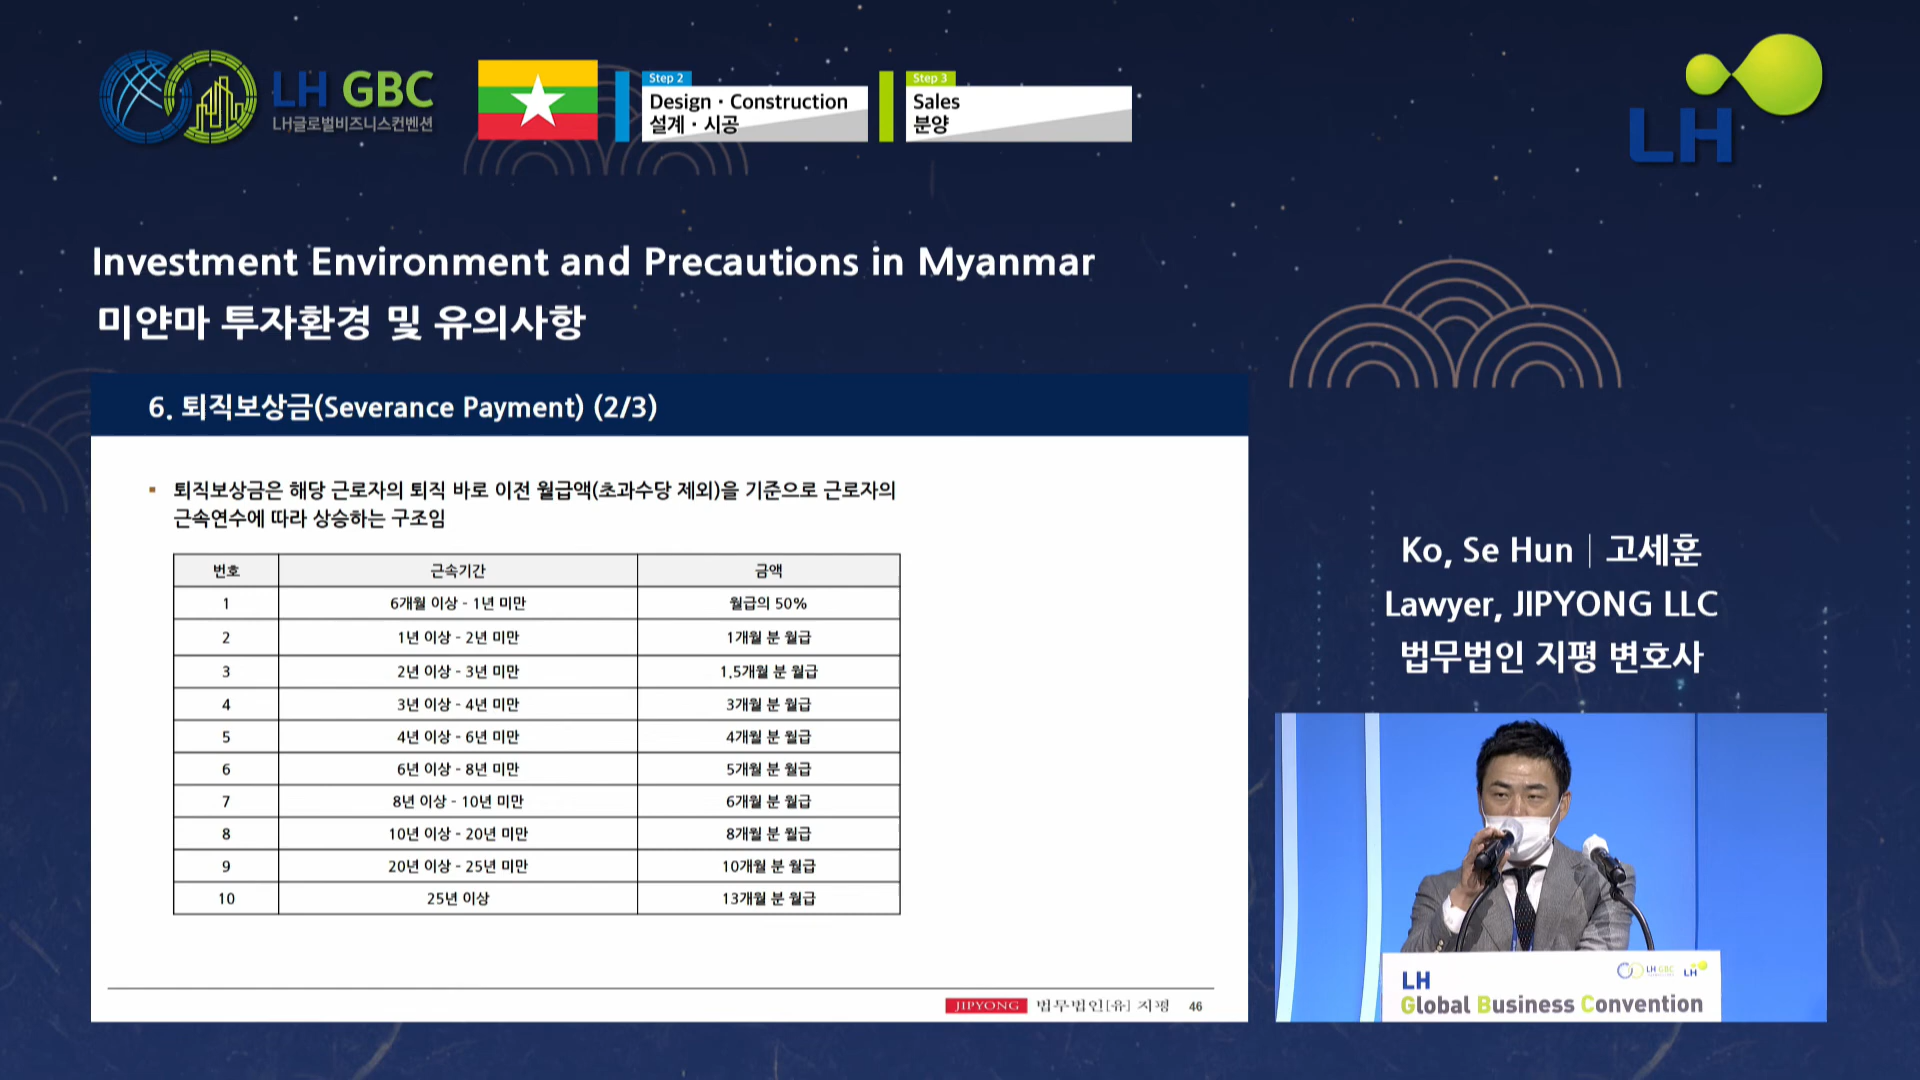 LH GBC
LH글로벌비즈니스컨벤션
Step 2
Design · Construction
설계 · 시공
Step 3
Sales
분양
LH
Investment Environment and Precautions in Myanmar
미얀마 투자환경 및 유의사항
6. 퇴직보상금(Severance Payment) (2/3)
▪ 퇴직보상금은 해당 근로자의 퇴직 바로 이전 월급액(초과수당 제외)을 기준으로 근로자의
근속연수에 따라 상승하는 구조임
번호 근속기간 금액
1 6개월 이상 - 1년 미만 월급의 50%
2 1년 이상 - 2년 미만 1개월 분 월급
3 2년 이상 - 3년 미만 1.5개월 분 월급
4 3년 이상 - 4년 미만 3개월 분 월급
5 4년 이상 - 6년 미만 4개월 분 월급
6 6년 이상 - 8년 미만 5개월 분 월급
7 8년 이상 - 10년 미만 6개월 분 월급
8 10년 이상 - 20년 미만 8개월 분 월급
9 20년 이상 - 25년 미만 10개월 분 월급
10 25년 이상 13개월 분 월급
JIPYONG 법무법인[유] 지평 46
Ko, Se Hun | 고세훈
Lawyer, JIPYONG LLC
법무법인 지평 변호사
LH GBC LH
LH
Global Business Convention